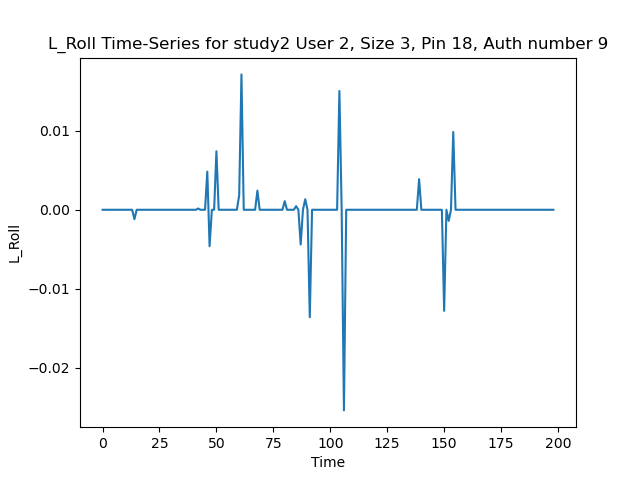 L_Roll Time-Series for study2 User 2, Size 3, Pin 18, Auth number 9
0.01
0.00
−0.01
−0.02
L_Roll
0 25 50 75 100 125 150 175 200
Time